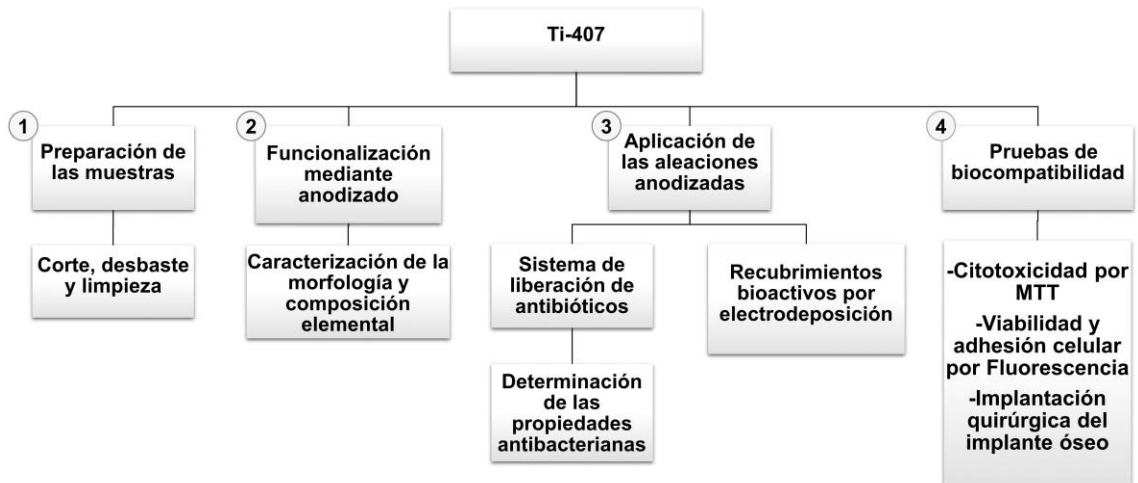 Ti-407
1
Preparación de
las muestras
Corte, desbaste
y limpieza
2
Funcionalización
mediante
anodizado
Caracterización de la
morfología y
composición
elemental
3
Aplicación de
las aleaciones
anodizadas
Sistema de
liberación de
antibióticos
Determinación
de las
propiedades
antibacterianas
Recubrimientos
bioactivos por
electrodeposición
4
Pruebas de
biocompatibilidad
-Citotoxicidad por
MTT
-Viabilidad y
adhesión celular
por Fluorescencia
-Implantación
quirúrgica del
implante óseo